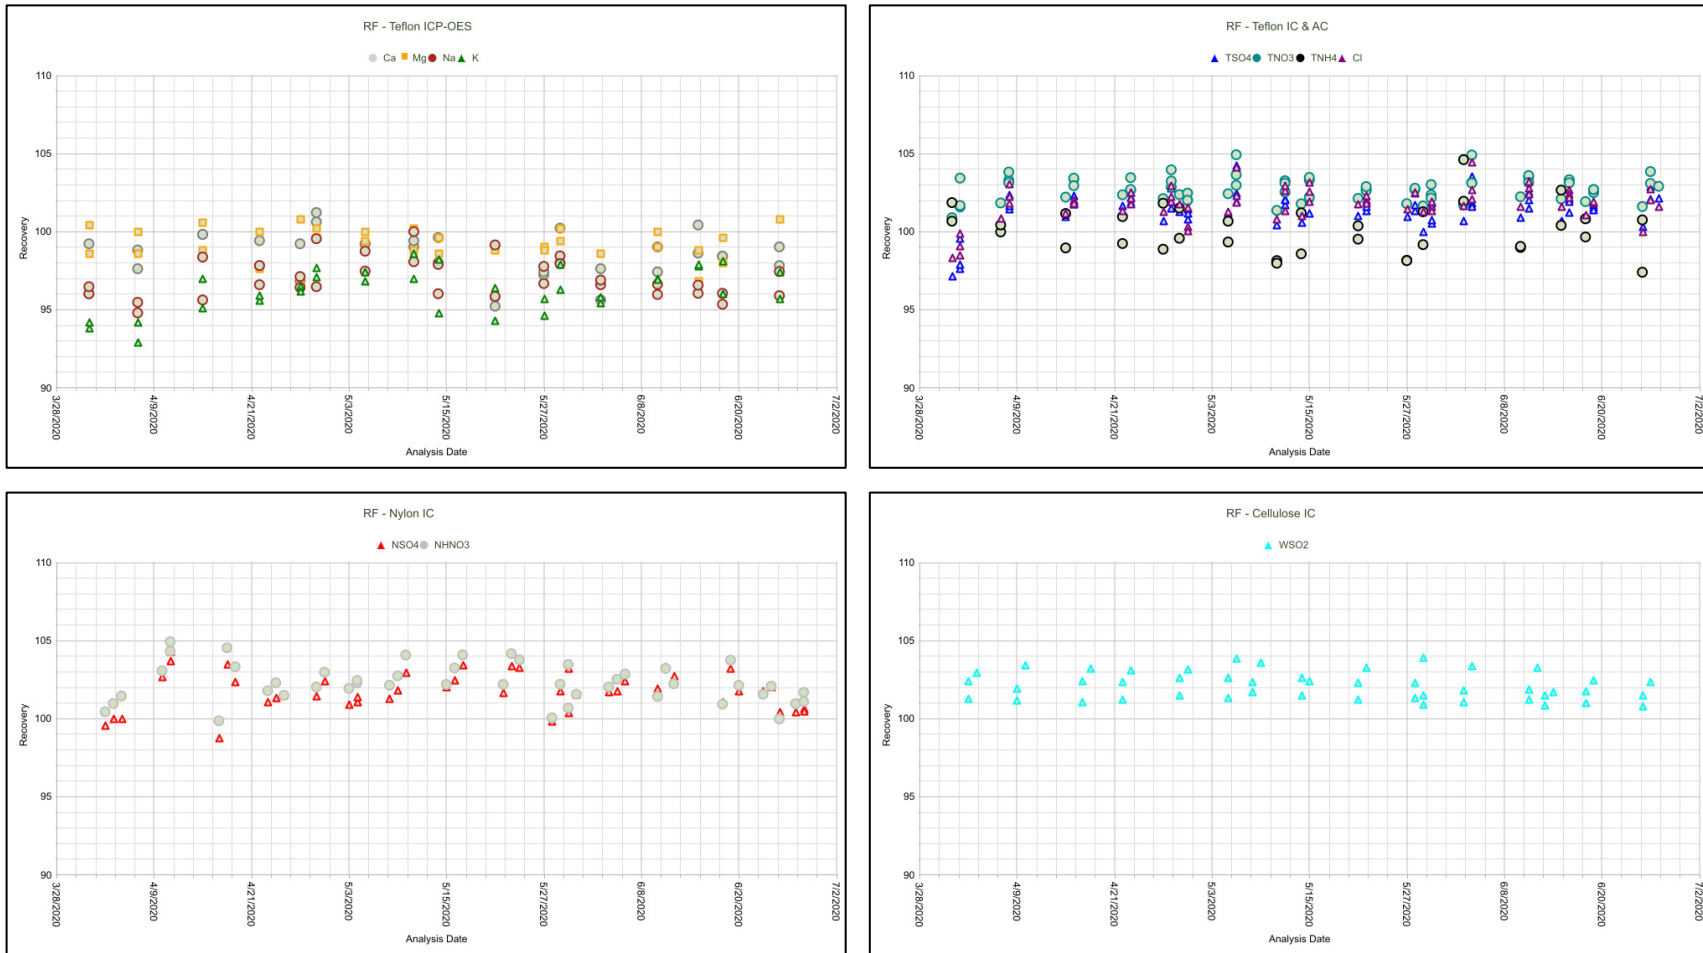 RF - Teflon ICP-OES
Ca Mg Na K
110
105
100
95
90
Recovery
3/28/2020 4/9/2020 4/21/2020 5/3/2020 5/15/2020 5/27/2020 6/8/2020 6/20/2020 7/2/2020
Analysis Date
RF - Teflon IC & AC
TSO4 TNO3 TNH4 Cl
110
105
100
95
90
Recovery
3/28/2020 4/9/2020 4/21/2020 5/3/2020 5/15/2020 5/27/2020 6/8/2020 6/20/2020 7/2/2020
Analysis Date
RF - Nylon IC
NSO4 NHNO3
110
105
100
95
90
Recovery
3/28/2020 4/9/2020 4/21/2020 5/3/2020 5/15/2020 5/27/2020 6/8/2020 6/20/2020 7/2/2020
Analysis Date
RF - Cellulose IC
WSO2
110
105
100
95
90
Recovery
3/28/2020 4/9/2020 4/21/2020 5/3/2020 5/15/2020 5/27/2020 6/8/2020 6/20/2020 7/2/2020
Analysis Date